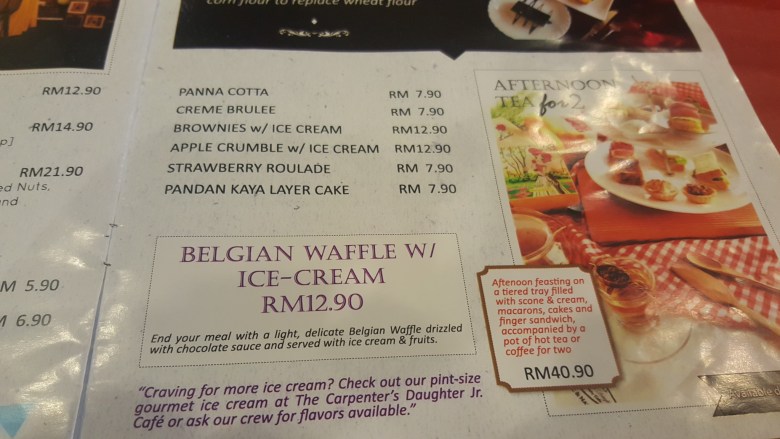 corn flour to replace wheat flour
RM12.90
RM14.90
p]
RM21.90
ed Nuts,
and
M 5.90
M 6.90
PANNA COTTA RM 7.90
CREME BRULEE RM 7.90
BROWNIES w/ ICE CREAM RM12.90
APPLE CRUMBLE w/ ICE CREAM RM12.90
STRAWBERRY ROULADE RM 7.90
PANDAN KAYA LAYER CAKE RM 7.90
BELGIAN WAFFLE W/
ICE-CREAM
RM12.90
End your meal with a light, delicate Belgian Waffle drizzled
with chocolate sauce and served with ice cream & fruits.
"Craving for more ice cream? Check out our pint-size
gourmet ice cream at The Carpenter's Daughter Jr.
Café or ask our crew for flavors available."
AFTERNOON
TEA for 2
Afternoon feasting on
a tiered tray filled
with scone & cream,
macarons, cakes and
finger sandwich,
accompanied by a
pot of hot tea or
coffee for two
RM40.90
Available